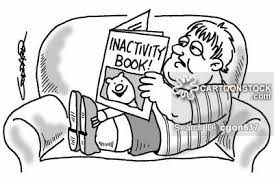 INACTIVITY
BOOK!
CARTOONSTOCK
.com
Search ID: cgon637